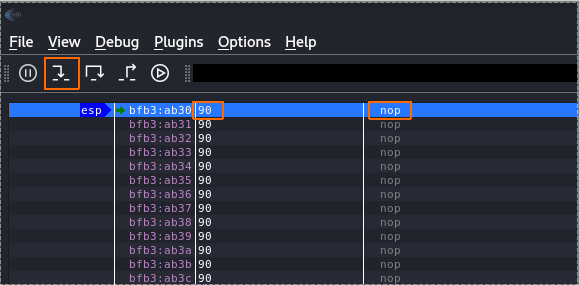 File View Debug Plugins Options Help
esp bfb3:ab30 90 nop
bfb3:ab31 90 nop
bfb3:ab32 90 nop
bfb3:ab33 90 nop
bfb3:ab34 90 nop
bfb3:ab35 90 nop
bfb3:ab36 90 nop
bfb3:ab37 90 nop
bfb3:ab38 90 nop
bfb3:ab39 90 nop
bfb3:ab3a 90 nop
bfb3:ab3b 90 nop
bfb3:ab3c 90 nop